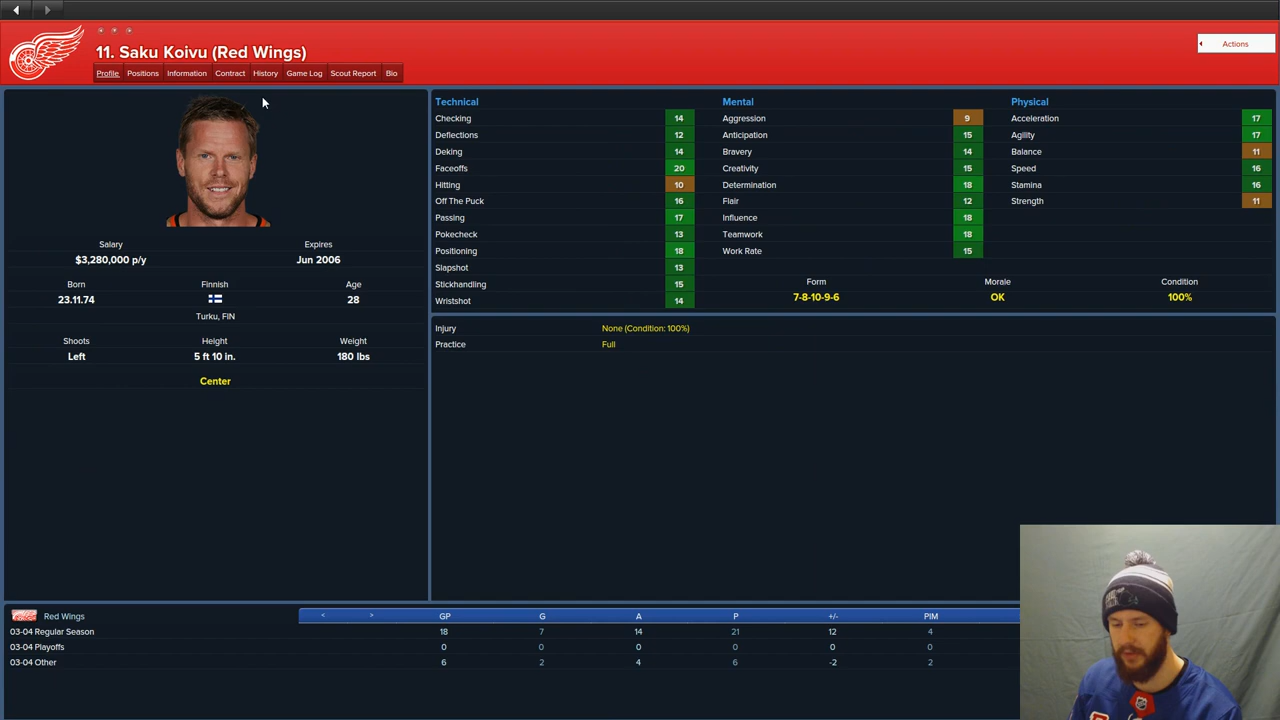 11. Saku Koivu (Red Wings)
Actions
Profile Positions Information Contract History Game Log Scout Report Bio
Salary Expires
$3,280,000 p/y Jun 2006
Born Finnish Age
23.11.74 28
Turku, FIN
Shoots Height Weight
Left 5 ft 10 in. 180 lbs
Center
Technical
Checking 14
Deflections 12
Deking 14
Faceoffs 20
Hitting 10
Off The Puck 16
Passing 17
Pokecheck 13
Positioning 18
Slapshot 13
Stickhandling 15
Wristshot 14
Mental
Aggression 9
Anticipation 15
Bravery 14
Creativity 15
Determination 18
Flair 12
Influence 18
Teamwork 18
Work Rate 15
Physical
Acceleration 17
Agility 17
Balance 11
Speed 16
Stamina 16
Strength 11
Form Morale Condition
7-8-10-9-6 OK 100%
Injury None (Condition: 100%)
Practice Full
Red Wings < > GP G A P +/- PIM
03-04 Regular Season 18 7 14 21 12 4
03-04 Playoffs 0 0 0 0 0 0
03-04 Other 6 2 4 6 -2 2